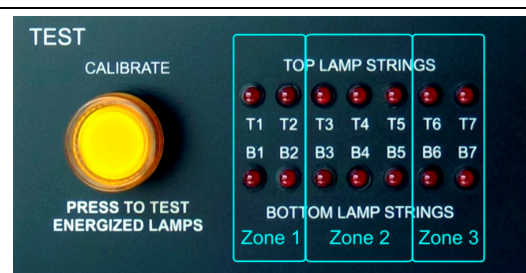 TEST
CALIBRATE
PRESS TO TEST
ENERGIZED LAMPS
TOP LAMP STRINGS
T1 T2 T3 T4 T5 T6 T7
B1 B2 B3 B4 B5 B6 B7
BOTTOM LAMP STRINGS
Zone 1 Zone 2 Zone 3